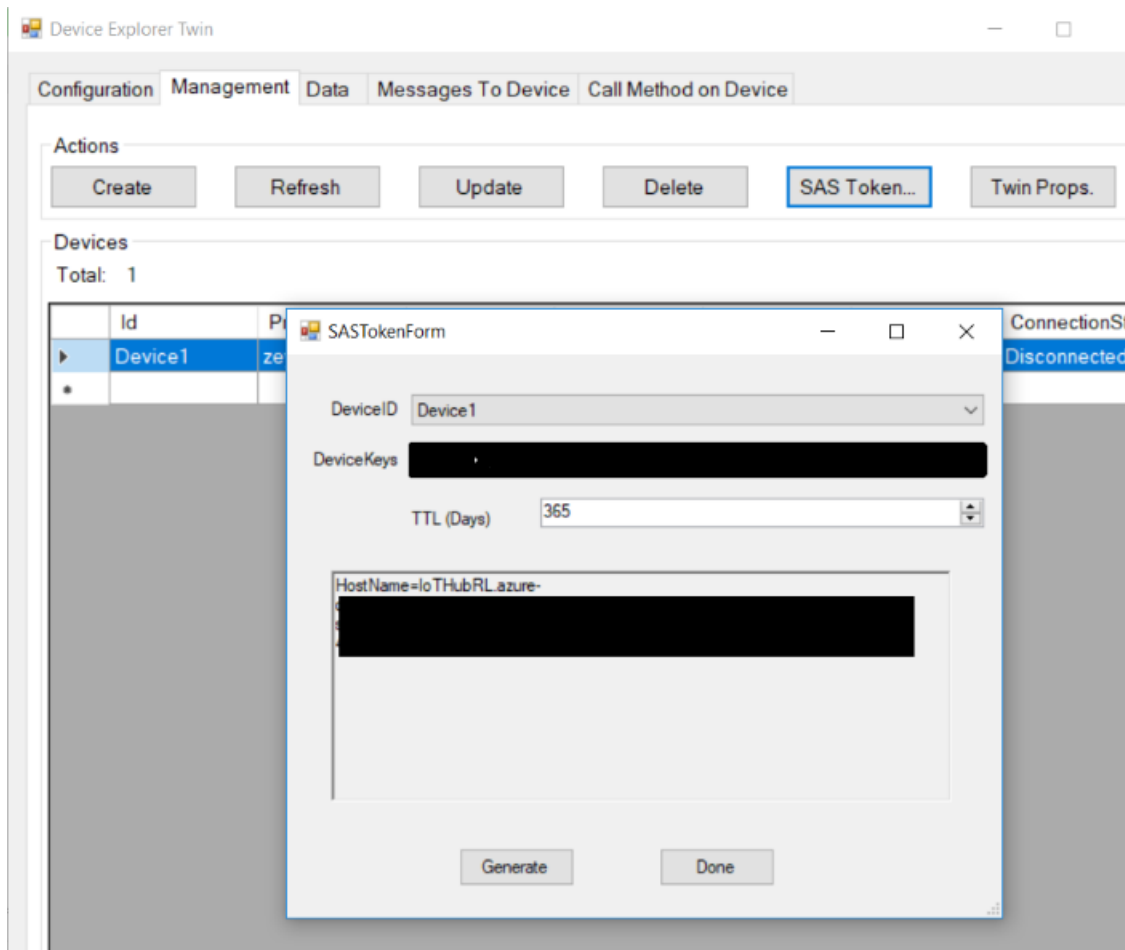 Device Explorer Twin
Configuration Management Data Messages To Device Call Method on Device
Actions
Create Refresh Update Delete SAS Token... Twin Props.
Devices
Total: 1
Id
Device1
Disconnected
SASTokenForm
DeviceID Device1
DeviceKeys
TTL (Days) 365
HostName=IoTHubRL.azure-
Generate Done